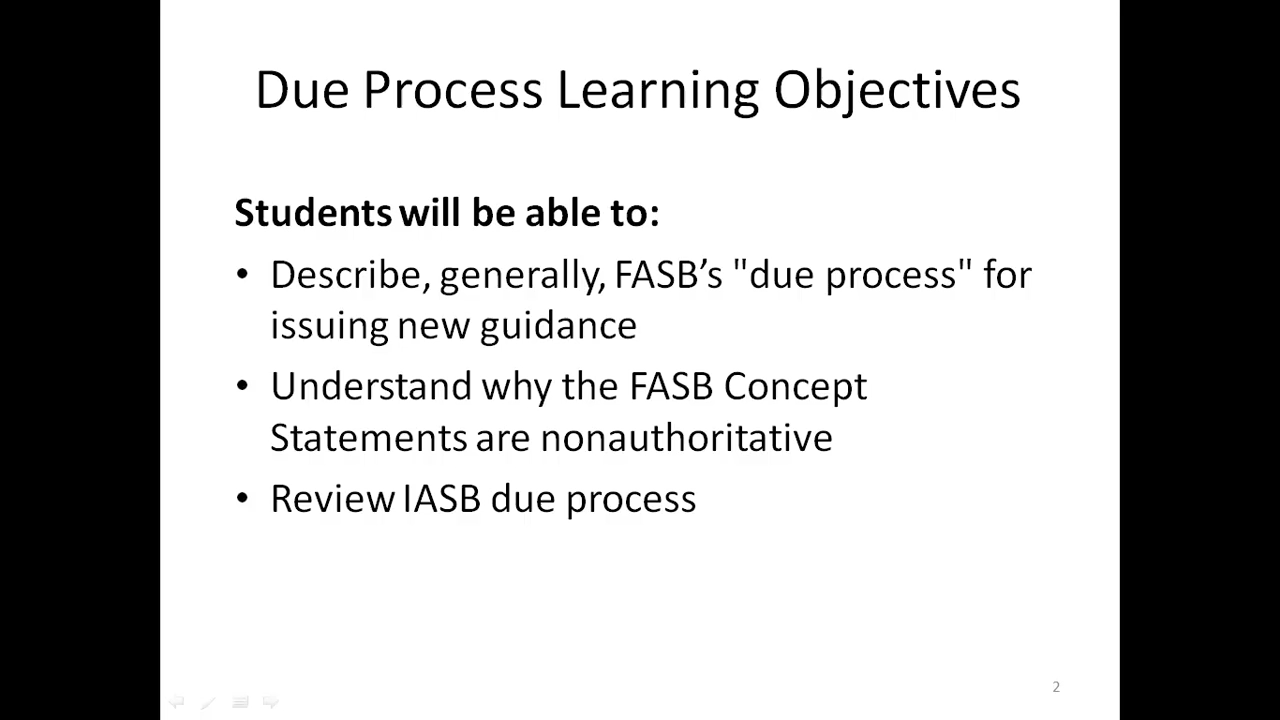 Due Process Learning Objectives
Students will be able to:
• Describe, generally, FASB’s "due process" for
issuing new guidance
• Understand why the FASB Concept
Statements are nonauthoritative
• Review IASB due process
2